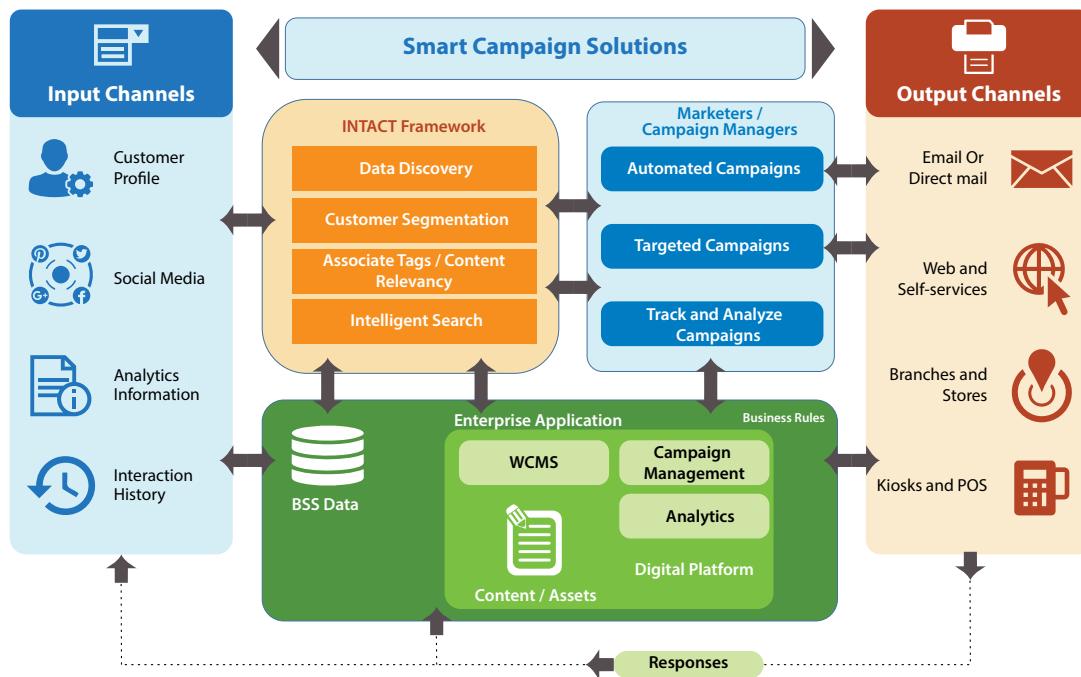 Smart Campaign Solutions
Input Channels
Customer
Profile
Social Media
Analytics
Information
Interaction
History
INTACT Framework
Data Discovery
Customer Segmentation
Associate Tags / Content
Relevancy
Intelligent Search
Marketers /
Campaign Managers
Automated Campaigns
Targeted Campaigns
Track and Analyze
Campaigns
Output Channels
Email Or
Direct mail
Web and
Self-services
Branches and
Stores
Kiosks and POS
Enterprise Application
Business Rules
BSS Data
WCMS
Campaign
Management
Analytics
Digital Platform
Content / Assets
Responses